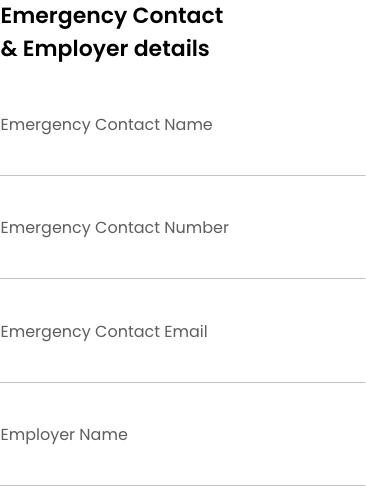 Emergency Contact
& Employer details
Emergency Contact Name
Emergency Contact Number
Emergency Contact Email
Employer Name